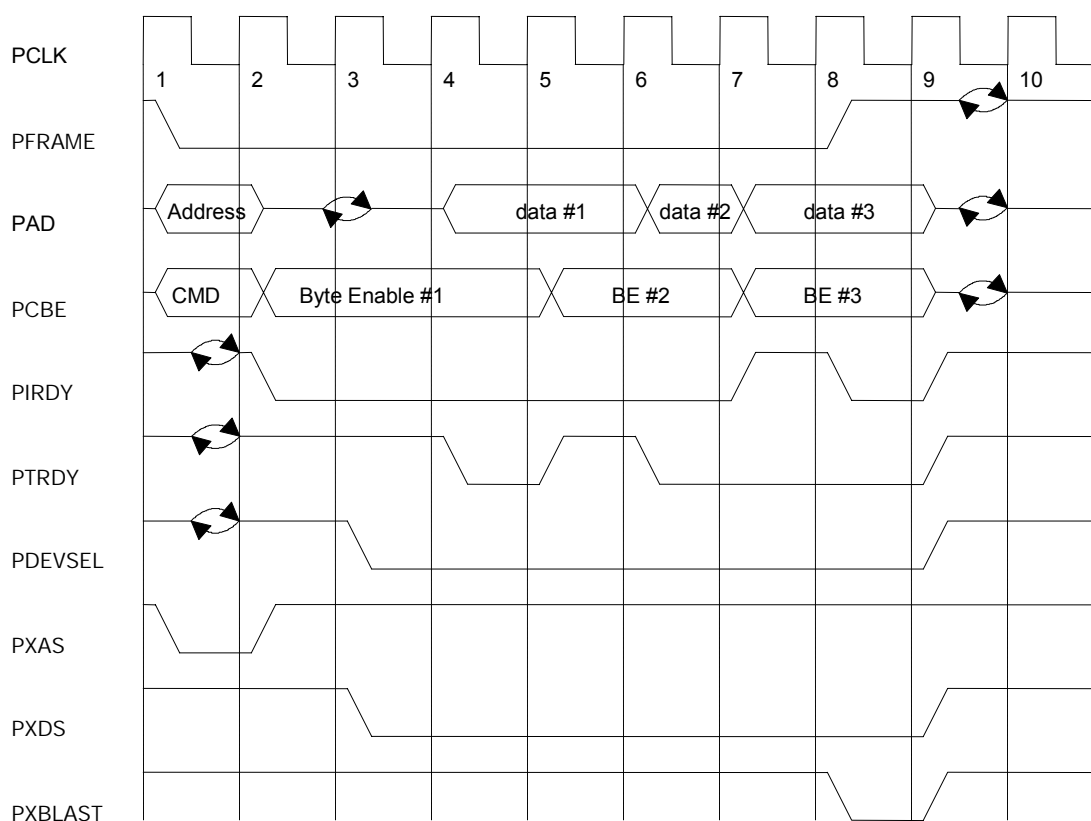 PCLK
1 2 3 4 5 6 7 8 9 10
PFRAME
PAD
Address data #1 data #2 data #3
PCBE
CMD Byte Enable #1 BE #2 BE #3
PIRDY
PTRDY
PDEVSEL
PXAS
PXDS
PXBLAST